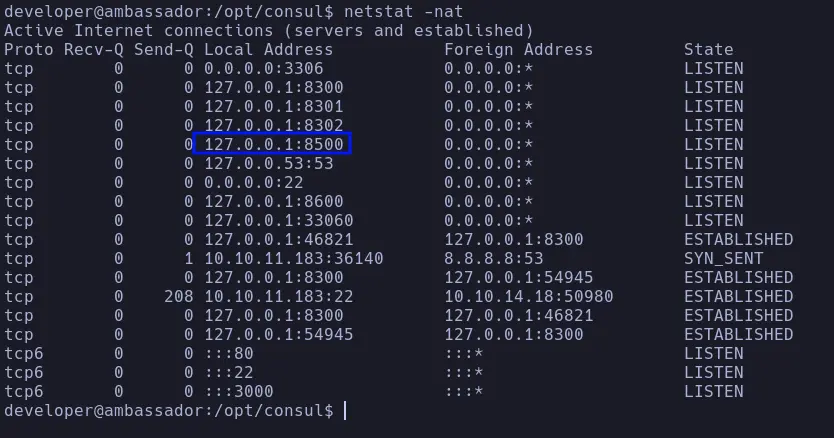 developer@ambassador:/opt/consul$ netstat -nat
Active Internet connections (servers and established)
Proto Recv-Q Send-Q Local Address           Foreign Address         State
tcp        0      0 0.0.0.0:3306            0.0.0.0:*               LISTEN
tcp        0      0 127.0.0.1:8300          0.0.0.0:*               LISTEN
tcp        0      0 127.0.0.1:8301          0.0.0.0:*               LISTEN
tcp        0      0 127.0.0.1:8302          0.0.0.0:*               LISTEN
tcp        0      0 127.0.0.1:8500          0.0.0.0:*               LISTEN
tcp        0      0 127.0.0.53:53           0.0.0.0:*               LISTEN
tcp        0      0 0.0.0.0:22              0.0.0.0:*               LISTEN
tcp        0      0 127.0.0.1:8600          0.0.0.0:*               LISTEN
tcp        0      0 127.0.0.1:33060         0.0.0.0:*               LISTEN
tcp        0      0 127.0.0.1:46821         127.0.0.1:8300          ESTABLISHED
tcp        0      1 10.10.11.183:36140      8.8.8.8:53              SYN_SENT
tcp        0      0 127.0.0.1:8300          127.0.0.1:54945         ESTABLISHED
tcp        0    208 10.10.11.183:22         10.10.14.18:50980       ESTABLISHED
tcp        0      0 127.0.0.1:8300          127.0.0.1:46821         ESTABLISHED
tcp        0      0 127.0.0.1:54945         127.0.0.1:8300          ESTABLISHED
tcp6       0      0 :::80                   :::*                    LISTEN
tcp6       0      0 :::22                   :::*                    LISTEN
tcp6       0      0 :::3000                 :::*                    LISTEN
developer@ambassador:/opt/consul$